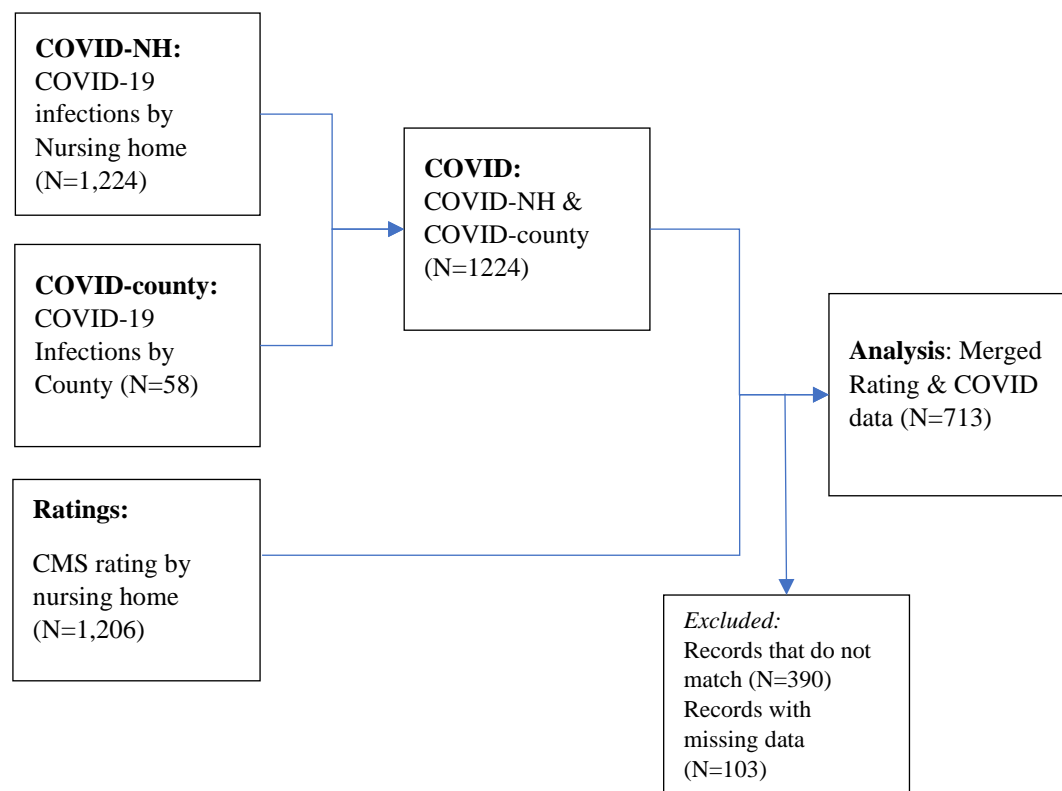 COVID-NH:
COVID-19
infections by
Nursing home
(N=1,224)
COVID-county:
COVID-19
Infections by
County (N=58)
Ratings:
CMS rating by
nursing home
(N=1,206)
COVID:
COVID-NH &
COVID-county
(N=1224)
Analysis: Merged
Rating & COVID
data (N=713)
Excluded:
Records that do not
match (N=390)
Records with
missing data
(N=103)